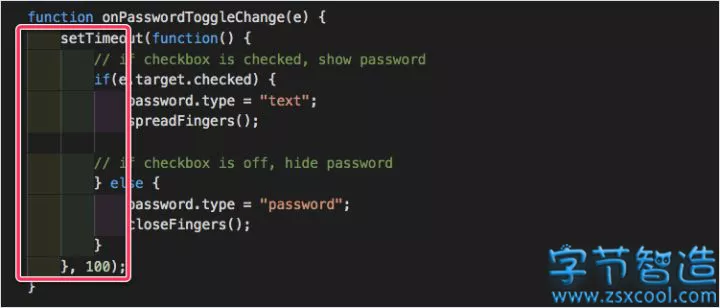 function onPasswordToggleChange(e) {
setTimeout(function() {
// if checkbox is checked, show password
if(e.target.checked) {
password.type = "text";
spreadFingers();
// if checkbox is off, hide password
} else {
password.type = "password";
closeFingers();
}
}, 100);
}
字节智造
www.zsxcool.com